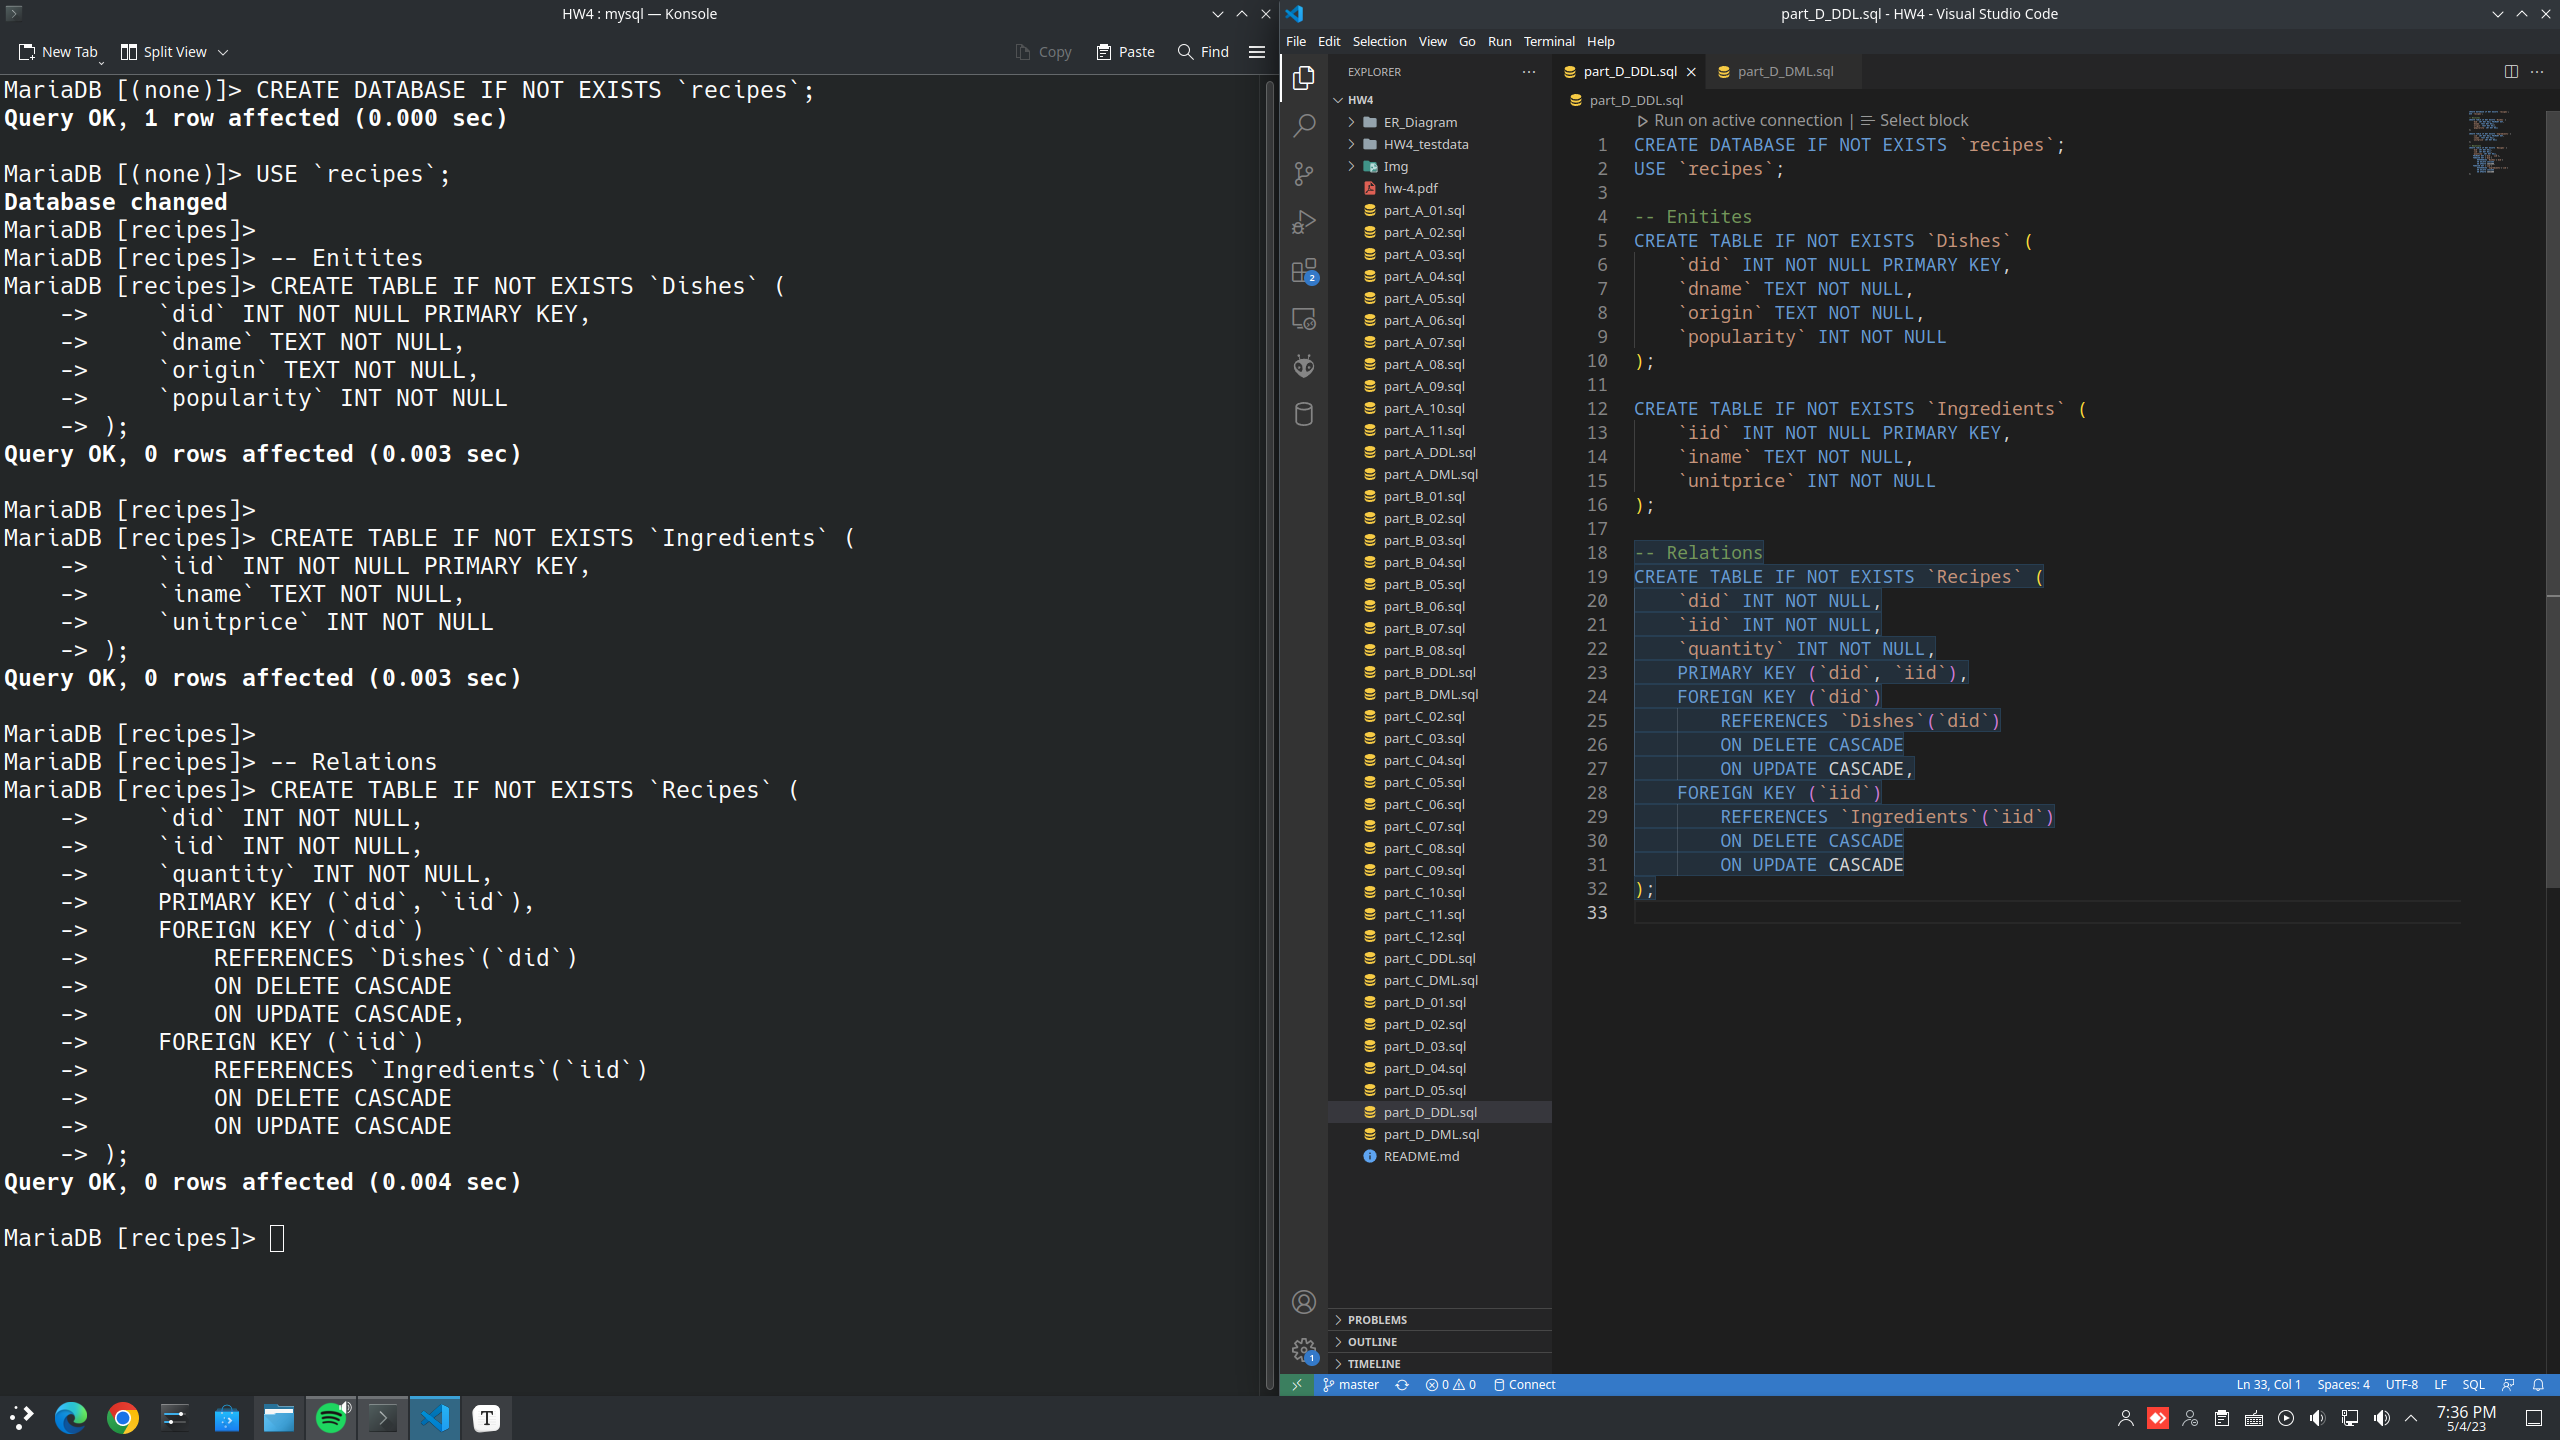 HW4 : mysql — Konsole
New Tab
Split View
Copy
Paste
Find
MariaDB [(none)]> CREATE DATABASE IF NOT EXISTS `recipes`;
Query OK, 1 row affected (0.000 sec)
MariaDB [(none)]> USE `recipes`;
Database changed
MariaDB [recipes]>
MariaDB [recipes]> -- Enitites
MariaDB [recipes]> CREATE TABLE IF NOT EXISTS `Dishes` (
    ->     `did` INT NOT NULL PRIMARY KEY,
    ->     `dname` TEXT NOT NULL,
    ->     `origin` TEXT NOT NULL,
    ->     `popularity` INT NOT NULL
    -> );
Query OK, 0 rows affected (0.003 sec)
MariaDB [recipes]>
MariaDB [recipes]> CREATE TABLE IF NOT EXISTS `Ingredients` (
    ->     `iid` INT NOT NULL PRIMARY KEY,
    ->     `iname` TEXT NOT NULL,
    ->     `unitprice` INT NOT NULL
    -> );
Query OK, 0 rows affected (0.003 sec)
MariaDB [recipes]>
MariaDB [recipes]> -- Relations
MariaDB [recipes]> CREATE TABLE IF NOT EXISTS `Recipes` (
    ->     `did` INT NOT NULL,
    ->     `iid` INT NOT NULL,
    ->     `quantity` INT NOT NULL,
    ->     PRIMARY KEY (`did`, `iid`),
    ->     FOREIGN KEY (`did`)
    ->         REFERENCES `Dishes`(`did`)
    ->         ON DELETE CASCADE
    ->         ON UPDATE CASCADE,
    ->     FOREIGN KEY (`iid`)
    ->         REFERENCES `Ingredients`(`iid`)
    ->         ON DELETE CASCADE
    ->         ON UPDATE CASCADE
    -> );
Query OK, 0 rows affected (0.004 sec)
MariaDB [recipes]>
part_D_DDL.sql - HW4 - Visual Studio Code
File Edit Selection View Go Run Terminal Help
EXPLORER
HW4
ER_Diagram
HW4_testdata
Img
hw-4.pdf
part_A_01.sql
part_A_02.sql
part_A_03.sql
part_A_04.sql
part_A_05.sql
part_A_06.sql
part_A_07.sql
part_A_08.sql
part_A_09.sql
part_A_10.sql
part_A_11.sql
part_A_DDL.sql
part_A_DML.sql
part_B_01.sql
part_B_02.sql
part_B_03.sql
part_B_04.sql
part_B_05.sql
part_B_06.sql
part_B_07.sql
part_B_08.sql
part_B_DDL.sql
part_B_DML.sql
part_C_02.sql
part_C_03.sql
part_C_04.sql
part_C_05.sql
part_C_06.sql
part_C_07.sql
part_C_08.sql
part_C_09.sql
part_C_10.sql
part_C_11.sql
part_C_12.sql
part_C_DDL.sql
part_C_DML.sql
part_D_01.sql
part_D_02.sql
part_D_03.sql
part_D_04.sql
part_D_05.sql
part_D_DDL.sql
part_D_DML.sql
README.md
PROBLEMS
OUTLINE
TIMELINE
2
1
part_D_DDL.sql
part_D_DML.sql
part_D_DDL.sql
Run on active connection | Select block
1 CREATE DATABASE IF NOT EXISTS `recipes`;
2 USE `recipes`;
3
4 -- Enitites
5 CREATE TABLE IF NOT EXISTS `Dishes` (
6     `did` INT NOT NULL PRIMARY KEY,
7     `dname` TEXT NOT NULL,
8     `origin` TEXT NOT NULL,
9     `popularity` INT NOT NULL
10 );
11
12 CREATE TABLE IF NOT EXISTS `Ingredients` (
13     `iid` INT NOT NULL PRIMARY KEY,
14     `iname` TEXT NOT NULL,
15     `unitprice` INT NOT NULL
16 );
17
18 -- Relations
19 CREATE TABLE IF NOT EXISTS `Recipes` (
20     `did` INT NOT NULL,
21     `iid` INT NOT NULL,
22     `quantity` INT NOT NULL,
23     PRIMARY KEY (`did`, `iid`),
24     FOREIGN KEY (`did`)
25         REFERENCES `Dishes`(`did`)
26         ON DELETE CASCADE
27         ON UPDATE CASCADE,
28     FOREIGN KEY (`iid`)
29         REFERENCES `Ingredients`(`iid`)
30         ON DELETE CASCADE
31         ON UPDATE CASCADE
32 );
33
master 0 0 Connect
Ln 33, Col 1 Spaces: 4 UTF-8 LF SQL
T
7:36 PM
5/4/23